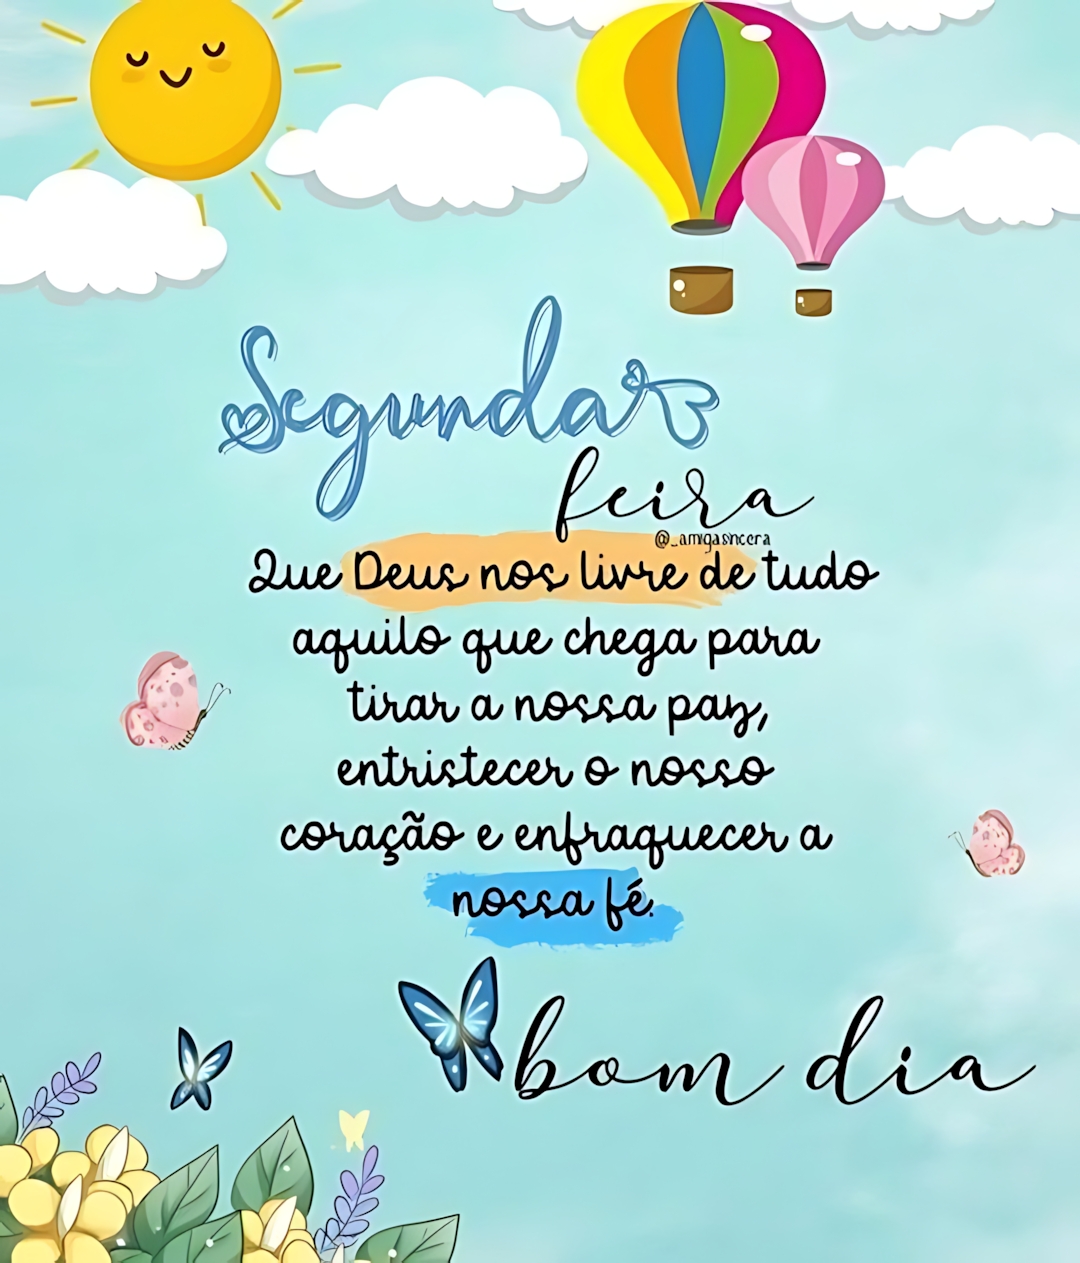 Segunda
feira
@_amigasincera
Que Deus nos livre de tudo
aquilo que chega para
tirar a nossa paz,
entristecer o nosso
coração e enfraquecer a
nossa fé.
bom dia